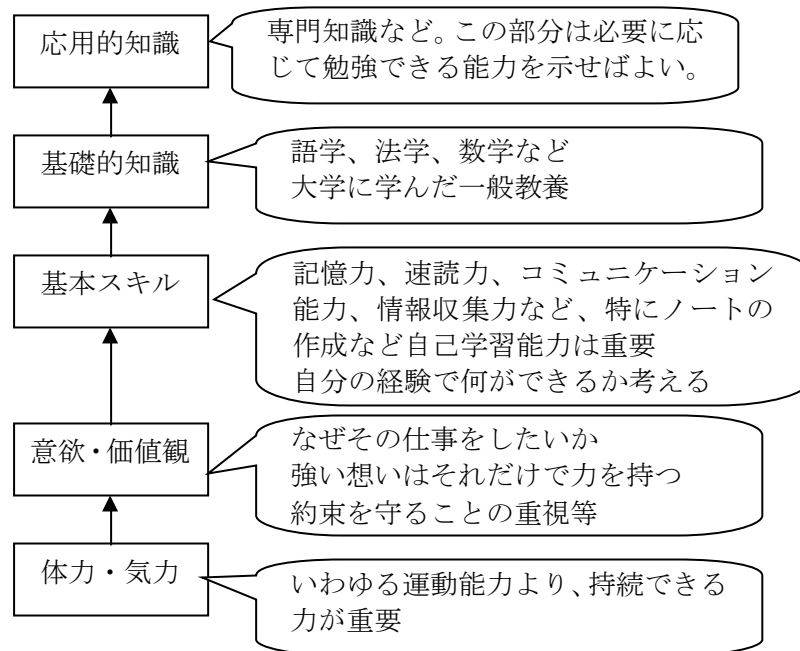 応用的知識
専門知識など。この部分は必要に応
じて勉強できる能力を示せばよい。
基礎的知識
語学、法学、数学など
大学に学んだ一般教養
基本スキル
記憶力、速読力、コミュニケーション
能力、情報収集力など、特にノートの
作成など自己学習能力は重要
自分の経験で何ができるか考える
意欲・価値観
なぜその仕事をしたいか
強い想いはそれだけで力を持つ
約束を守ることの重視等
体力・気力
いわゆる運動能力より、持続できる
力が重要